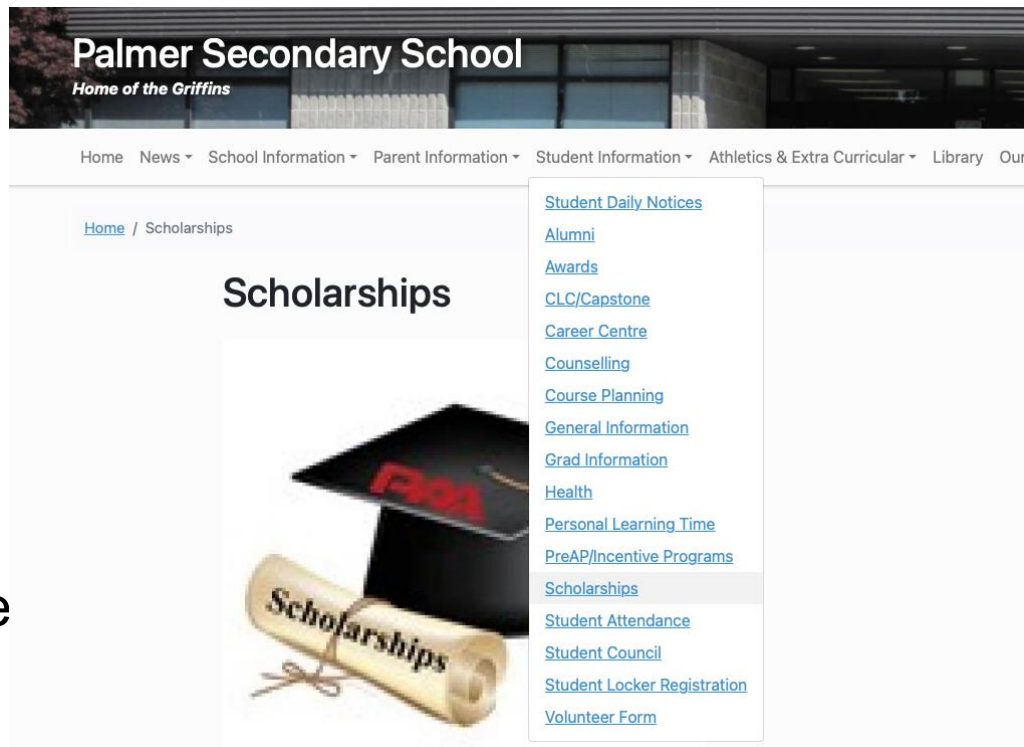 Palmer Secondary School
Home of the Griffins
Home News School Information Parent Information Student Information Athletics & Extra Curricular Library Our
Home / Scholarships
Scholarships
Student Daily Notices
Alumni
Awards
CLC/Capstone
Career Centre
Counselling
Course Planning
General Information
Grad Information
Health
Personal Learning Time
PreAP/Incentive Programs
Scholarships
Student Attendance
Student Council
Student Locker Registration
Volunteer Form
Scholarships
e